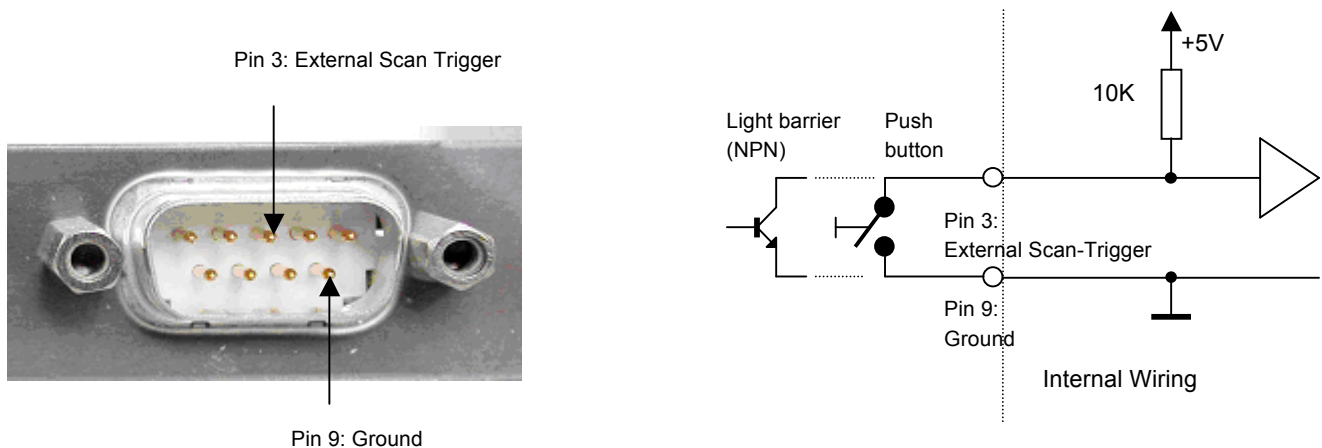 Pin 3: External Scan Trigger
Pin 9: Ground
+5V
10K
Light barrier
(NPN)
Push
button
Pin 3:
External Scan-Trigger
Pin 9:
Ground
Internal Wiring